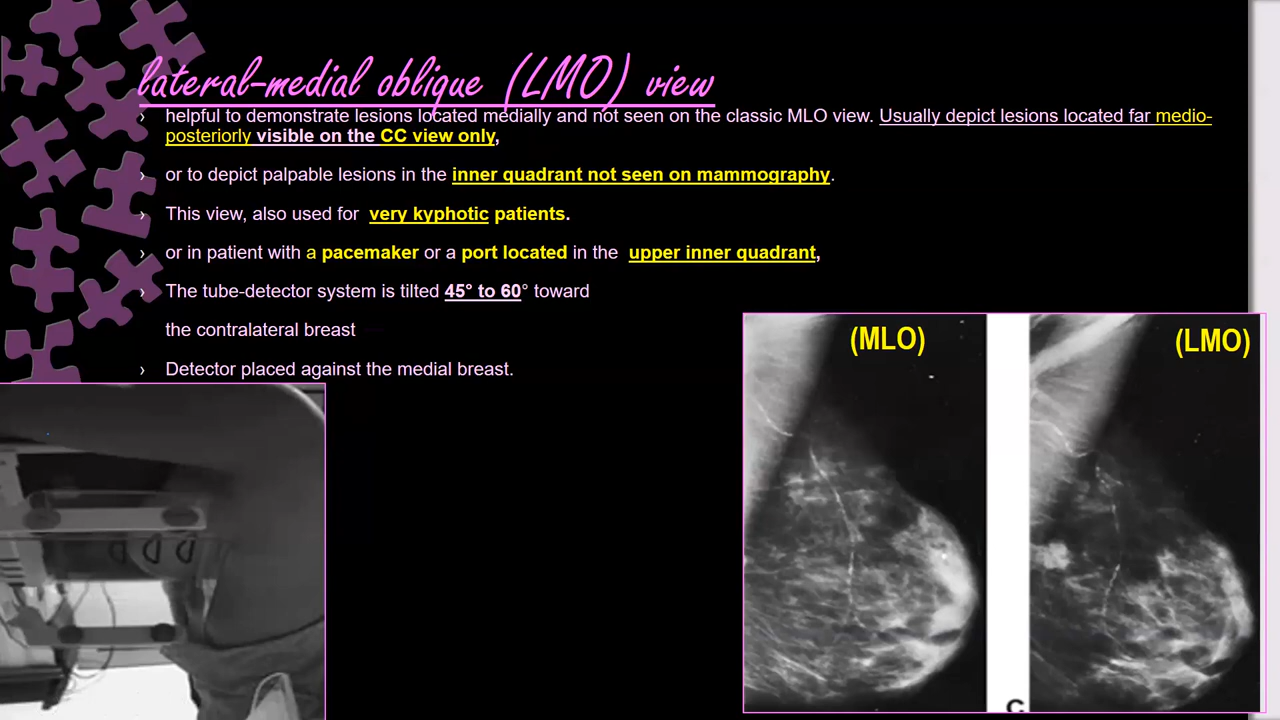 lateral-medial oblique (LMO) view
› helpful to demonstrate lesions located medially and not seen on the classic MLO view. Usually depict lesions located far medio-
posteriorly visible on the CC view only,
› or to depict palpable lesions in the inner quadrant not seen on mammography.
› This view, also used for very kyphotic patients.
› or in patient with a pacemaker or a port located in the upper inner quadrant,
› The tube-detector system is tilted 45° to 60° toward
the contralateral breast
› Detector placed against the medial breast.
(MLO)
(LMO)
C